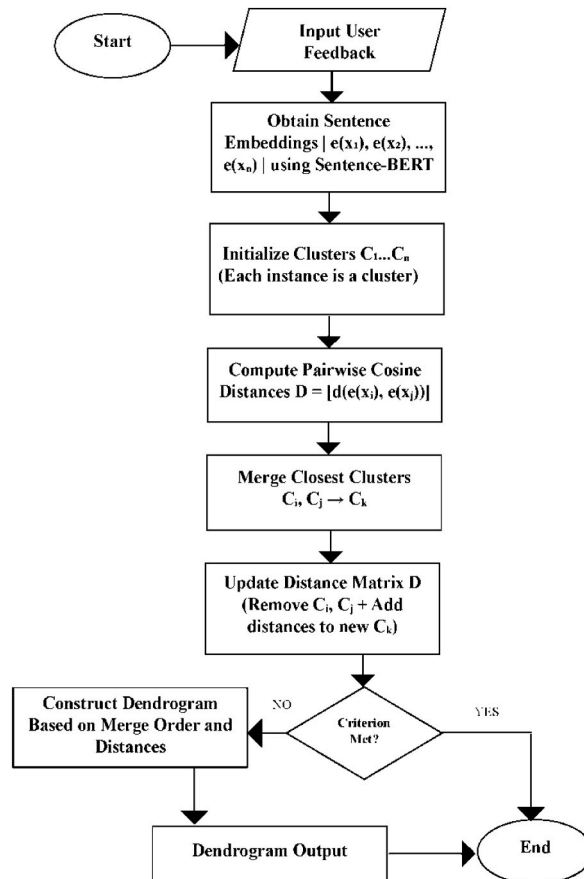 Start
Input User
Feedback
Obtain Sentence
Embeddings | e(x₁), e(x₂), ...,
e(xₙ) | using Sentence-BERT
Initialize Clusters C₁...Cₙ
(Each instance is a cluster)
Compute Pairwise Cosine
Distances D = [d(e(xᵢ), e(xⱼ))]
Merge Closest Clusters
Cᵢ, Cⱼ → Cₖ
Update Distance Matrix D
(Remove Cᵢ, Cⱼ + Add
distances to new Cₖ)
Construct Dendrogram
Based on Merge Order and
Distances
NO
Criterion
Met?
YES
Dendrogram Output
End